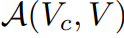 𝒜(V_c, V)